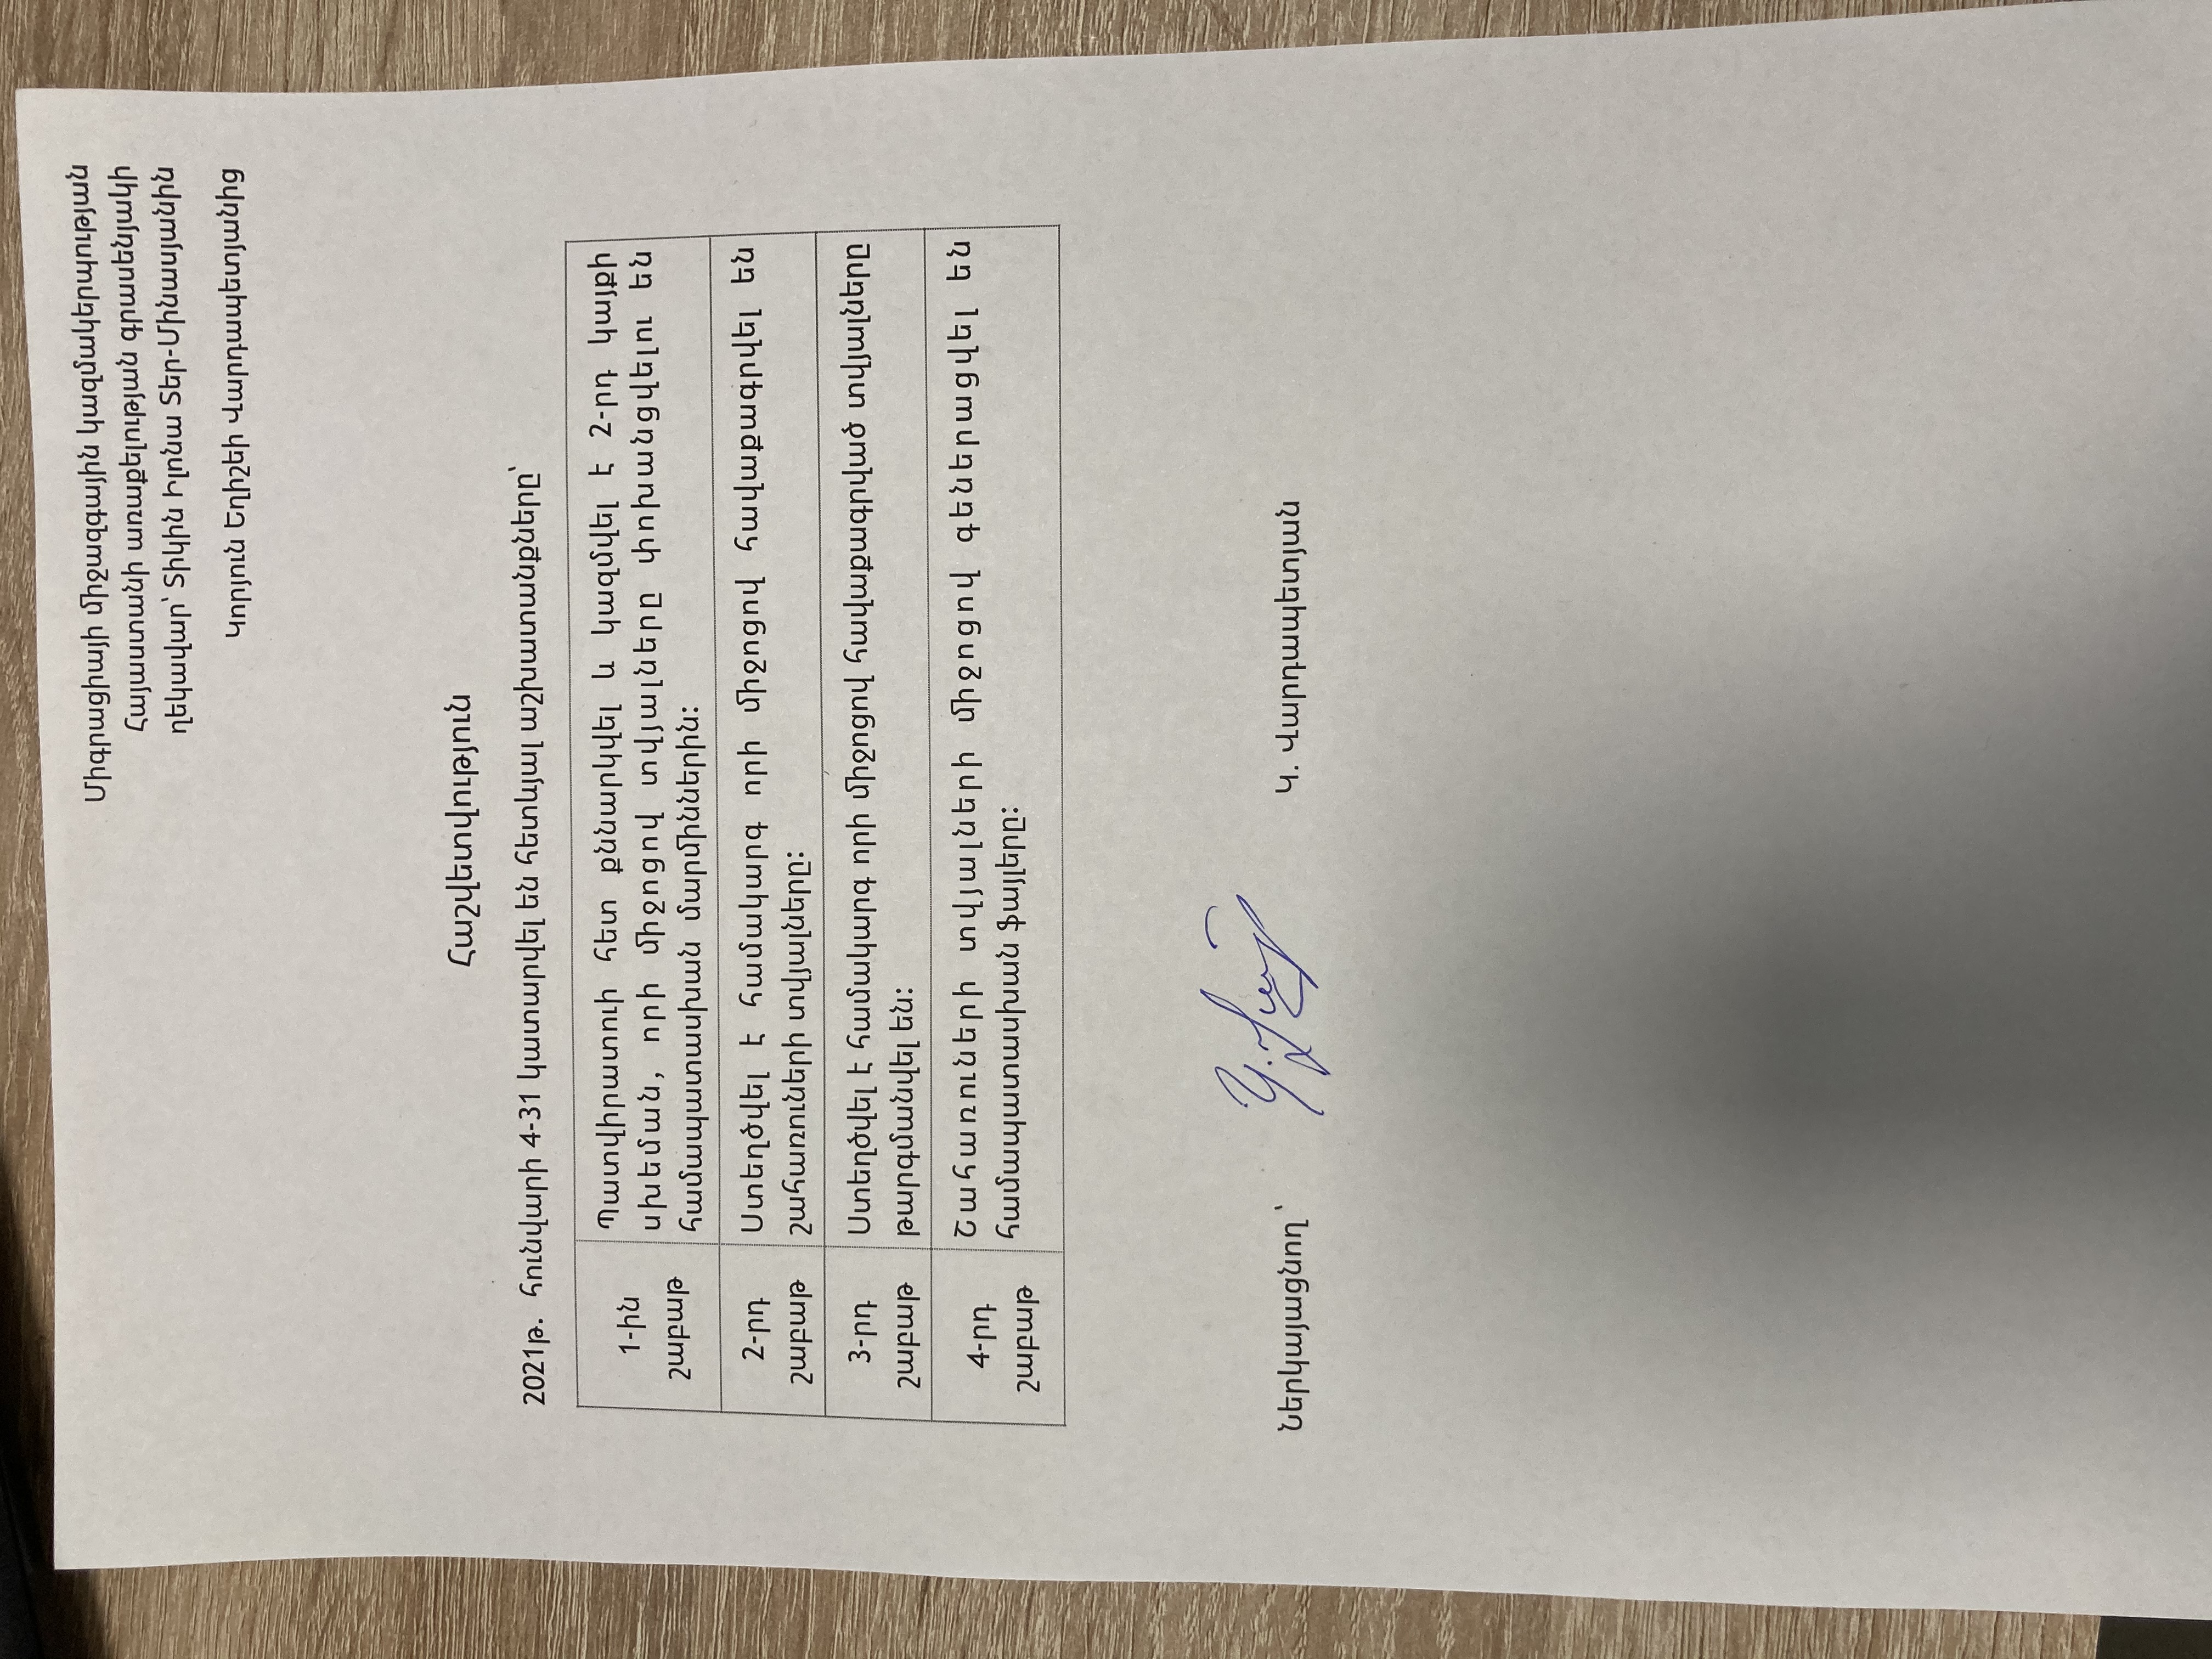 Միգրացիայի միջազգային կազմակերպության
Հայաստանի առաքելության գրասենյակի
ղեկավար՝ Տիկին Իլոնա Տեր-Մինասյանին
Կորյուն Եղիշեի Վարդապետյանից
Հաշվետվություն
2021թ. հունվարի 4-31 կատարվել են հետևյալ աշխատանքները՝
1-ին
շաբաթ
Պատվիրատուի հետ քննարկվել և կազմվել է 2-րդ կայքի
սխեման, որի միջոցով տվյալները փոխանցվելու են
համապատասխան մարմիններին:
2-րդ
շաբաթ
Ստեղծվել է համակարգ որի միջոցով հավաքագրվել են
շահառուների տվյալները:
3-րդ
շաբաթ
Ստեղծվել է համակարգ որի միջոցով հավաքագրված տվյալները
թարգմանվել են:
4-րդ
շաբաթ
Շահառուների տվյալների միջոցով գեներացվել են
համապատասխան ֆայլերը:
Ներկայացնող ՝ Կ. Վարդապետյան